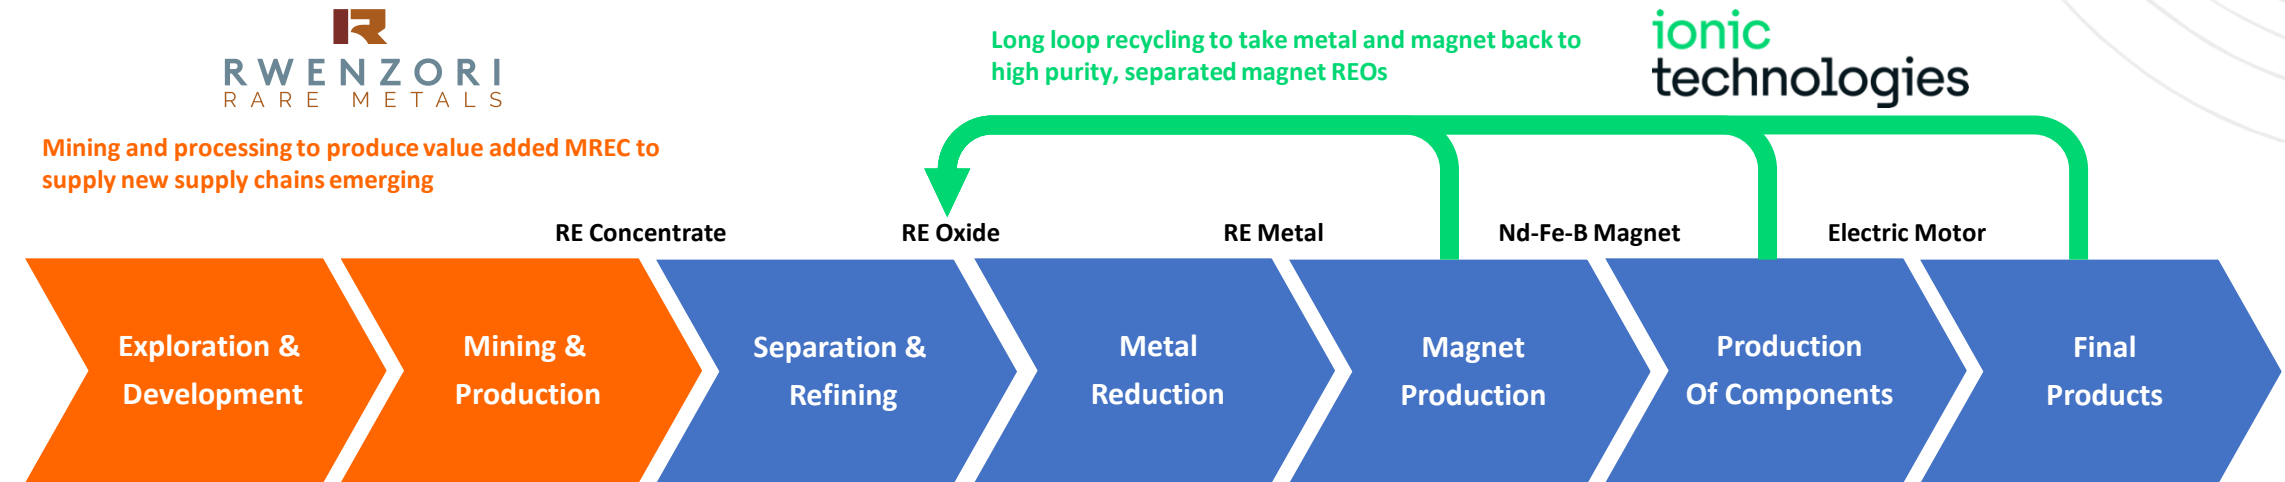 RWENZORI
RARE METALS
Mining and processing to produce value added MREC to
supply new supply chains emerging
Long loop recycling to take metal and magnet back to
high purity, separated magnet REOs
ionic
technologies
RE Concentrate
RE Oxide
RE Metal
Nd-Fe-B Magnet
Electric Motor
Exploration &
Development
Mining &
Production
Separation &
Refining
Metal
Reduction
Magnet
Production
Production
Of Components
Final
Products